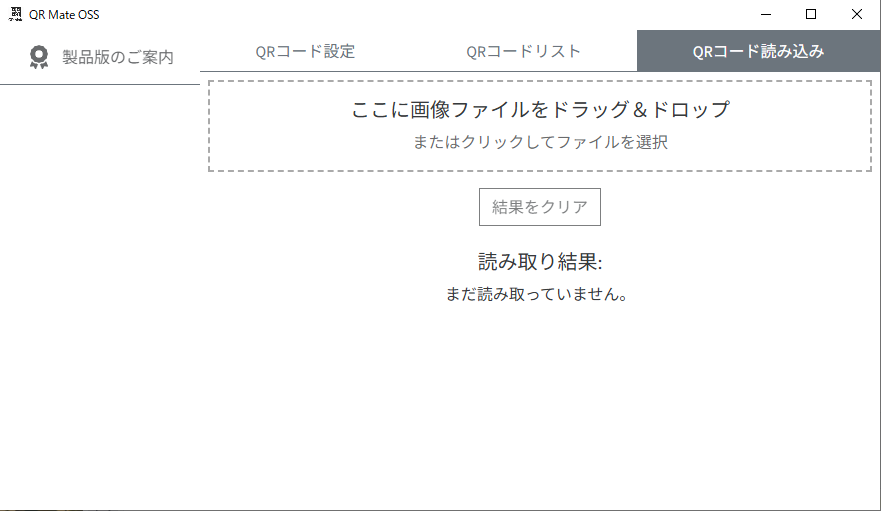 QR Mate OSS
製品版のご案内
QRコード設定
QRコードリスト
QRコード読み込み
ここに画像ファイルをドラッグ＆ドロップ
またはクリックしてファイルを選択
結果をクリア
読み取り結果:
まだ読み取っていません。